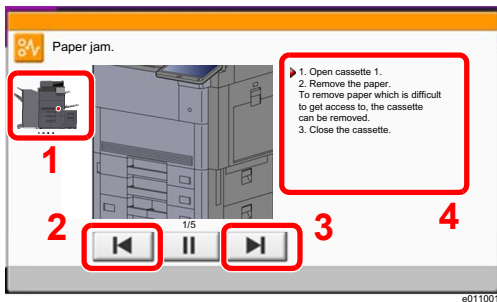 Paper jam.
1. Open cassette 1.
2. Remove the paper.
To remove paper which is difficult
to get access to, the cassette
can be removed.
3. Close the cassette.
1
2
1/5
3
4
e011001